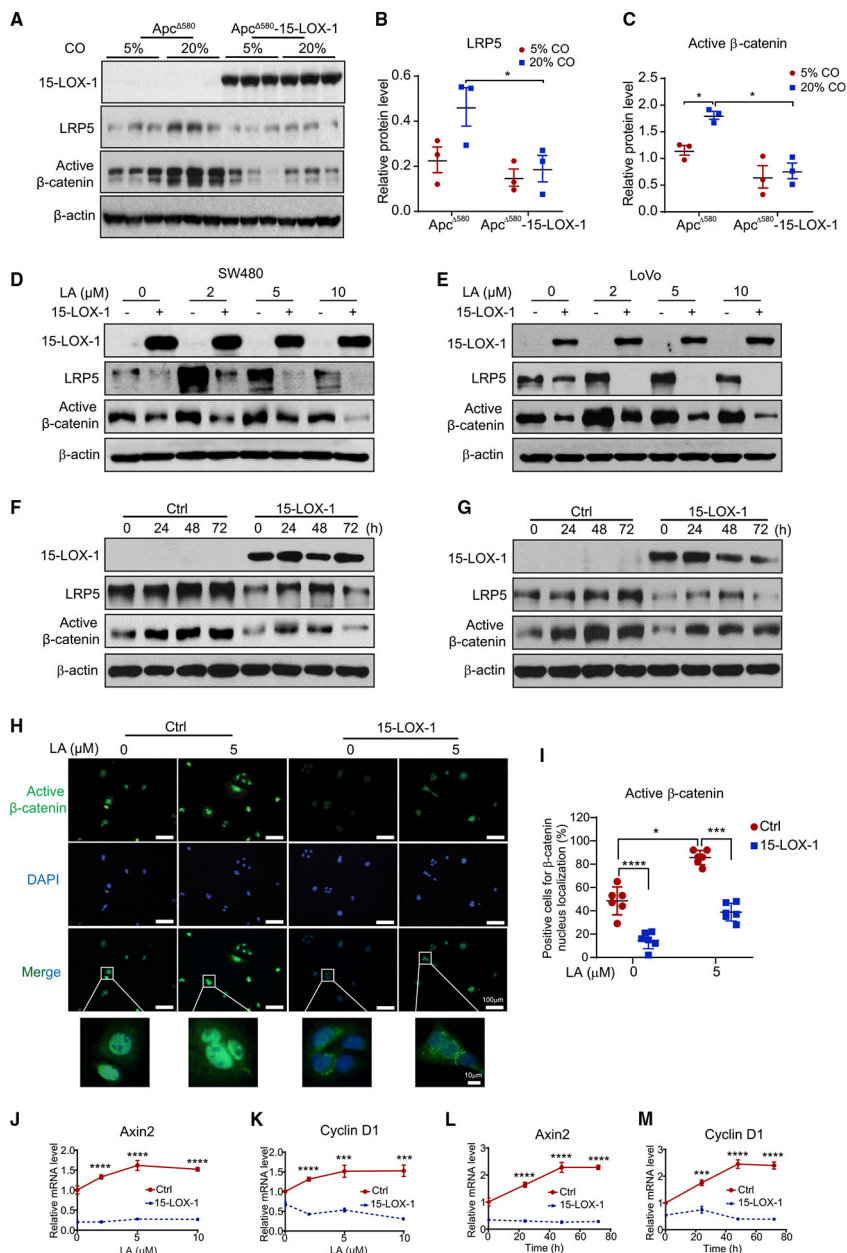 A
Apc^Δ580 Apc^Δ580-15-LOX-1
CO 5% 20% 5% 20%
15-LOX-1
LRP5
Active
β-catenin
β-actin
B
LRP5
5% CO
20% CO
Relative protein level
0.6
0.4
0.2
0.0
*
Apc^Δ580 Apc^Δ580-15-LOX-1
C
Active β-catenin
5% CO
20% CO
Relative protein level
2.5
2.0
1.5
1.0
0.5
0.0
* *
Apc^Δ580 Apc^Δ580-15-LOX-1
D
SW480
LA (μM) 0 2 5 10
15-LOX-1 - + - + - + - +
15-LOX-1
LRP5
Active
β-catenin
β-actin
E
LoVo
LA (μM) 0 2 5 10
15-LOX-1 - + - + - + - +
15-LOX-1
LRP5
Active
β-catenin
β-actin
F
Ctrl 15-LOX-1
0 24 48 72 0 24 48 72 (h)
15-LOX-1
LRP5
Active
β-catenin
β-actin
G
Ctrl 15-LOX-1
0 24 48 72 0 24 48 72 (h)
15-LOX-1
LRP5
Active
β-catenin
β-actin
H
Ctrl 15-LOX-1
LA (μM) 0 5 0 5
Active
β-catenin
DAPI
Merge
100μm
10μm
I
Active β-catenin
Ctrl
15-LOX-1
Positive cells for β-catenin
nucleus localization (%)
120
100
80
60
40
20
0
* *** ****
LA (μM) 0 5
J
Axin2
Relative mRNA level
2.0
1.5
1.0
0.5
0.0
**** **** ****
Ctrl
15-LOX-1
0 5 10
LA (μM)
K
Cyclin D1
Relative mRNA level
2.0
1.5
1.0
0.5
0.0
**** *** ***
Ctrl
15-LOX-1
0 5 10
LA (μM)
L
Axin2
Relative mRNA level
3
2
1
0
**** **** ****
Ctrl
15-LOX-1
0 20 40 60 80
Time (h)
M
Cyclin D1
Relative mRNA level
3
2
1
0
*** **** ****
Ctrl
15-LOX-1
0 20 40 60 80
Time (h)